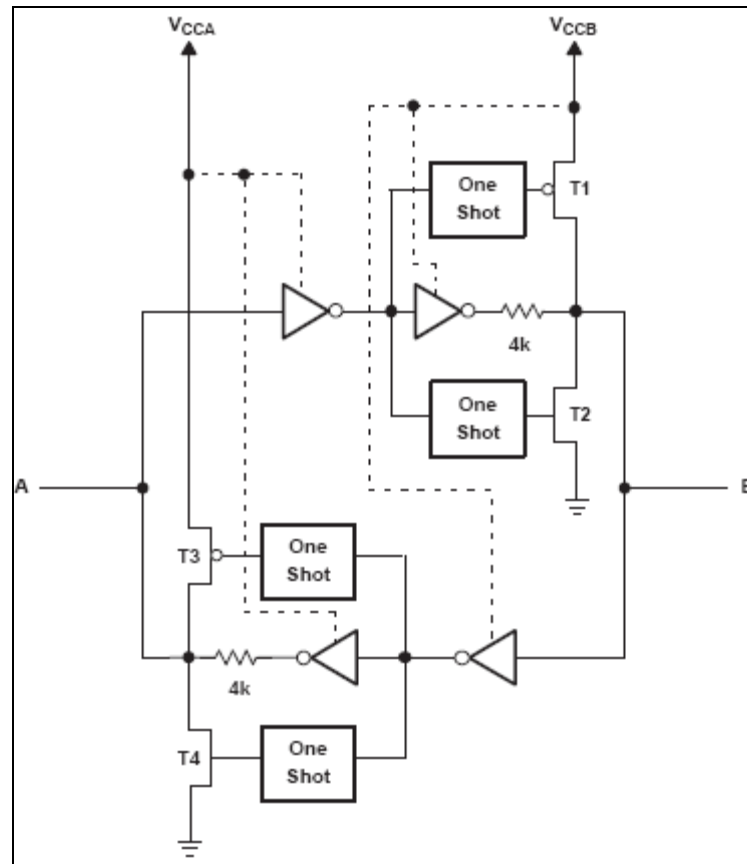 VCCA
VCCB
One
Shot
T1
4k
One
Shot
T2
A
B
T3
One
Shot
4k
T4
One
Shot